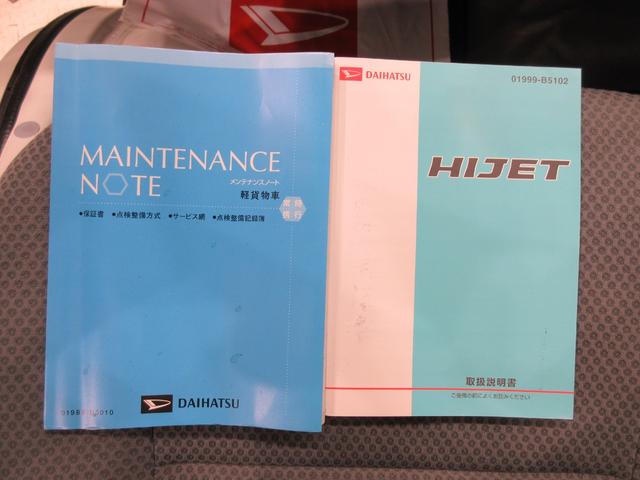 MAINTENANCE
NOTE
メンテナンスノート
軽貨物車
常時
携行
•保証書 •点検整備方式 •サービス網 •点検整備記録簿
DAIHATSU
DAIHATSU
01999-B5102
HIJET
取扱説明書
ご使用の前によくお読みください